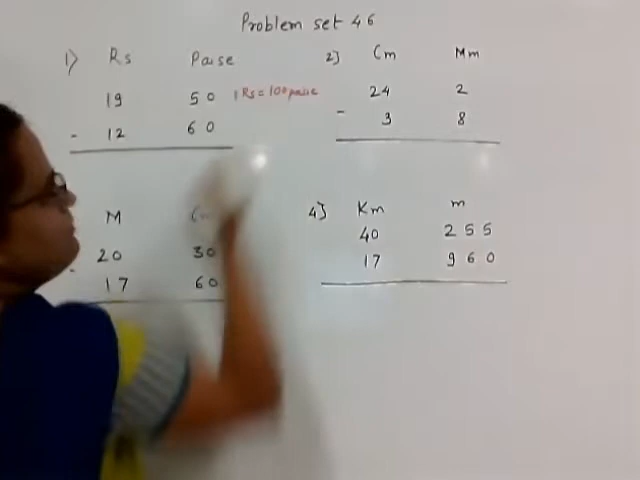 Problem set 46
1) Rs Paise
19 50 1 Rs = 100 paise
- 12 60
2] Cm Mm
24 2
- 3 8
M
20 30
- 17 60
4] Km m
40 255
17 960